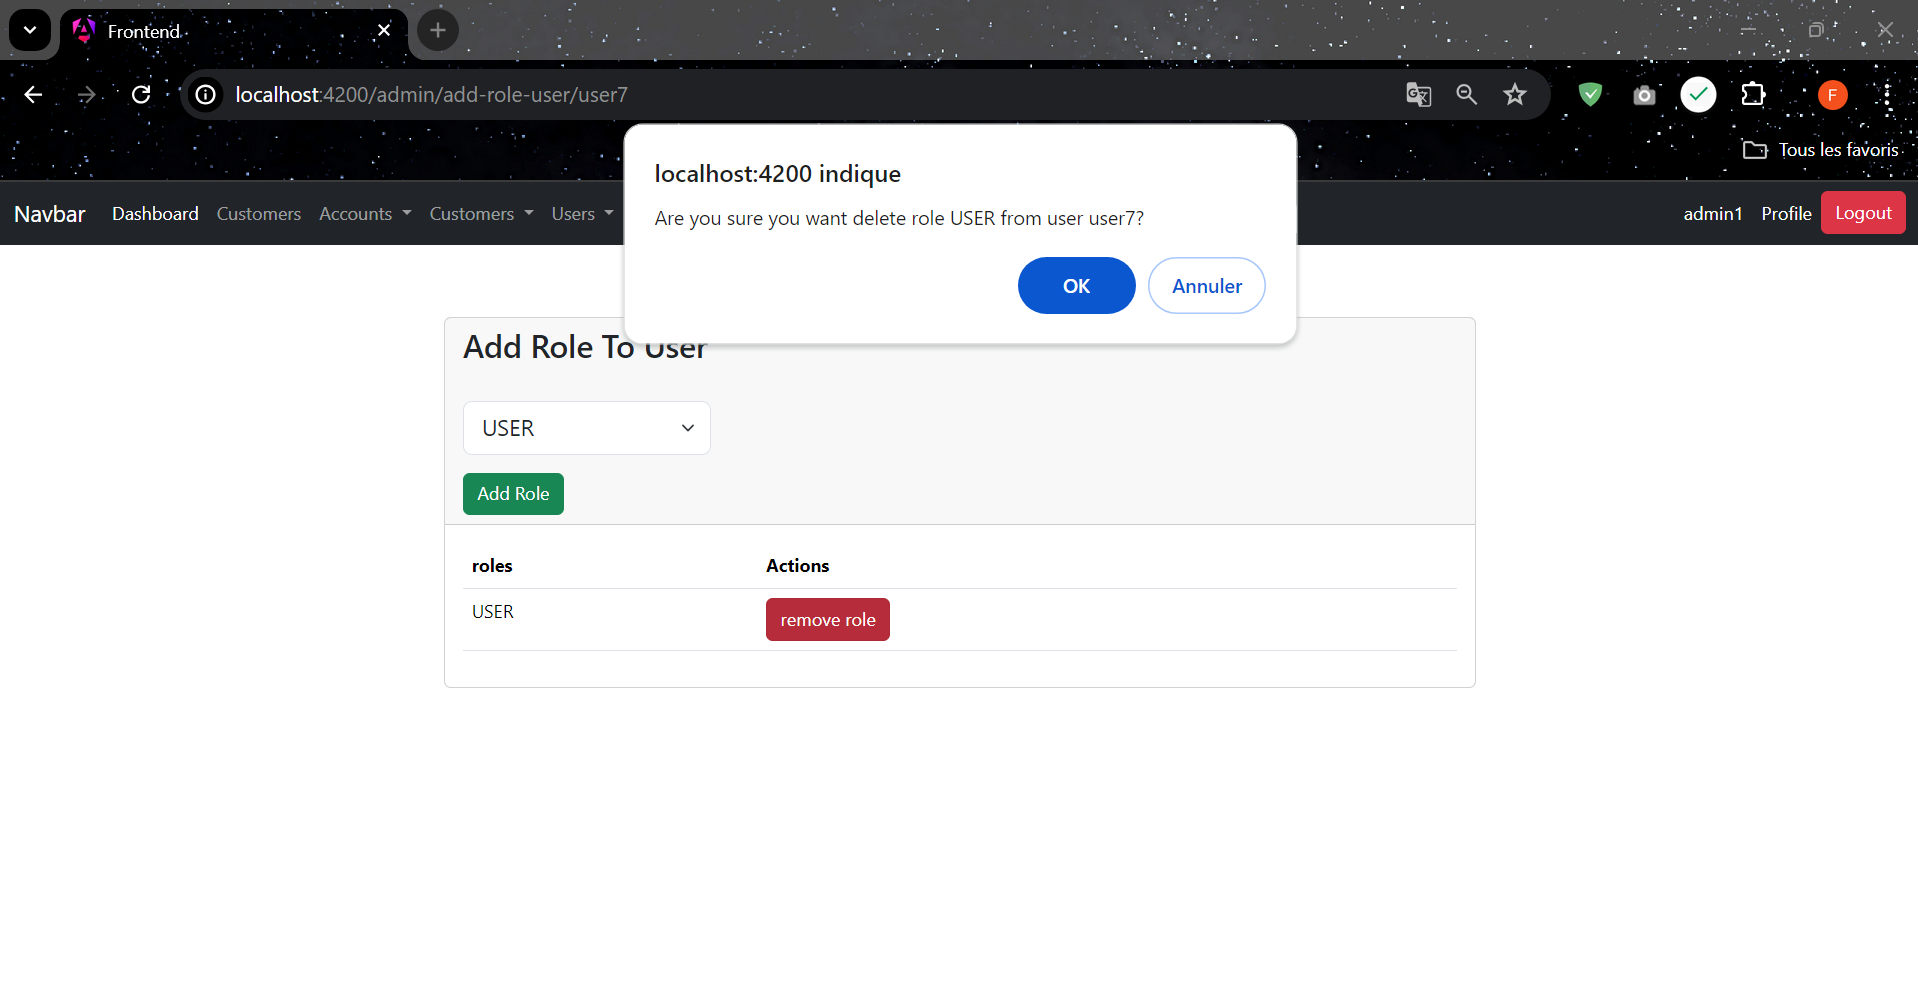 Frontend
localhost:4200/admin/add-role-user/user7
F
Tous les favoris
localhost:4200 indique
Are you sure you want delete role USER from user user7?
OK
Annuler
Navbar
Dashboard
Customers
Accounts
Customers
Users
admin1
Profile
Logout
Add Role To User
USER
Add Role
roles
Actions
USER
remove role